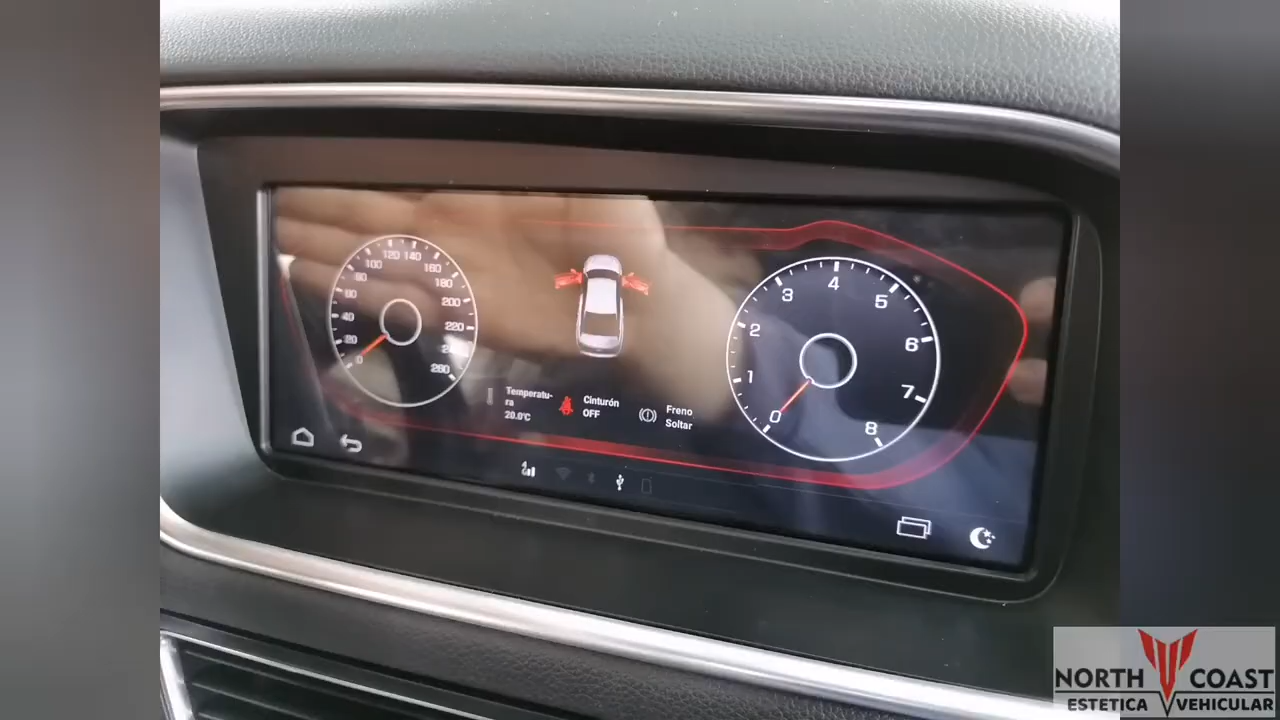 120 140
100 160
80 180
60 200
40 220
20
0 260
4
3 5
2 6
1 7
0 8
Temperatu-
ra
20.0°C
Cinturón
OFF
Freno
Soltar
4G
NORTH COAST
ESTETICA VEHICULAR